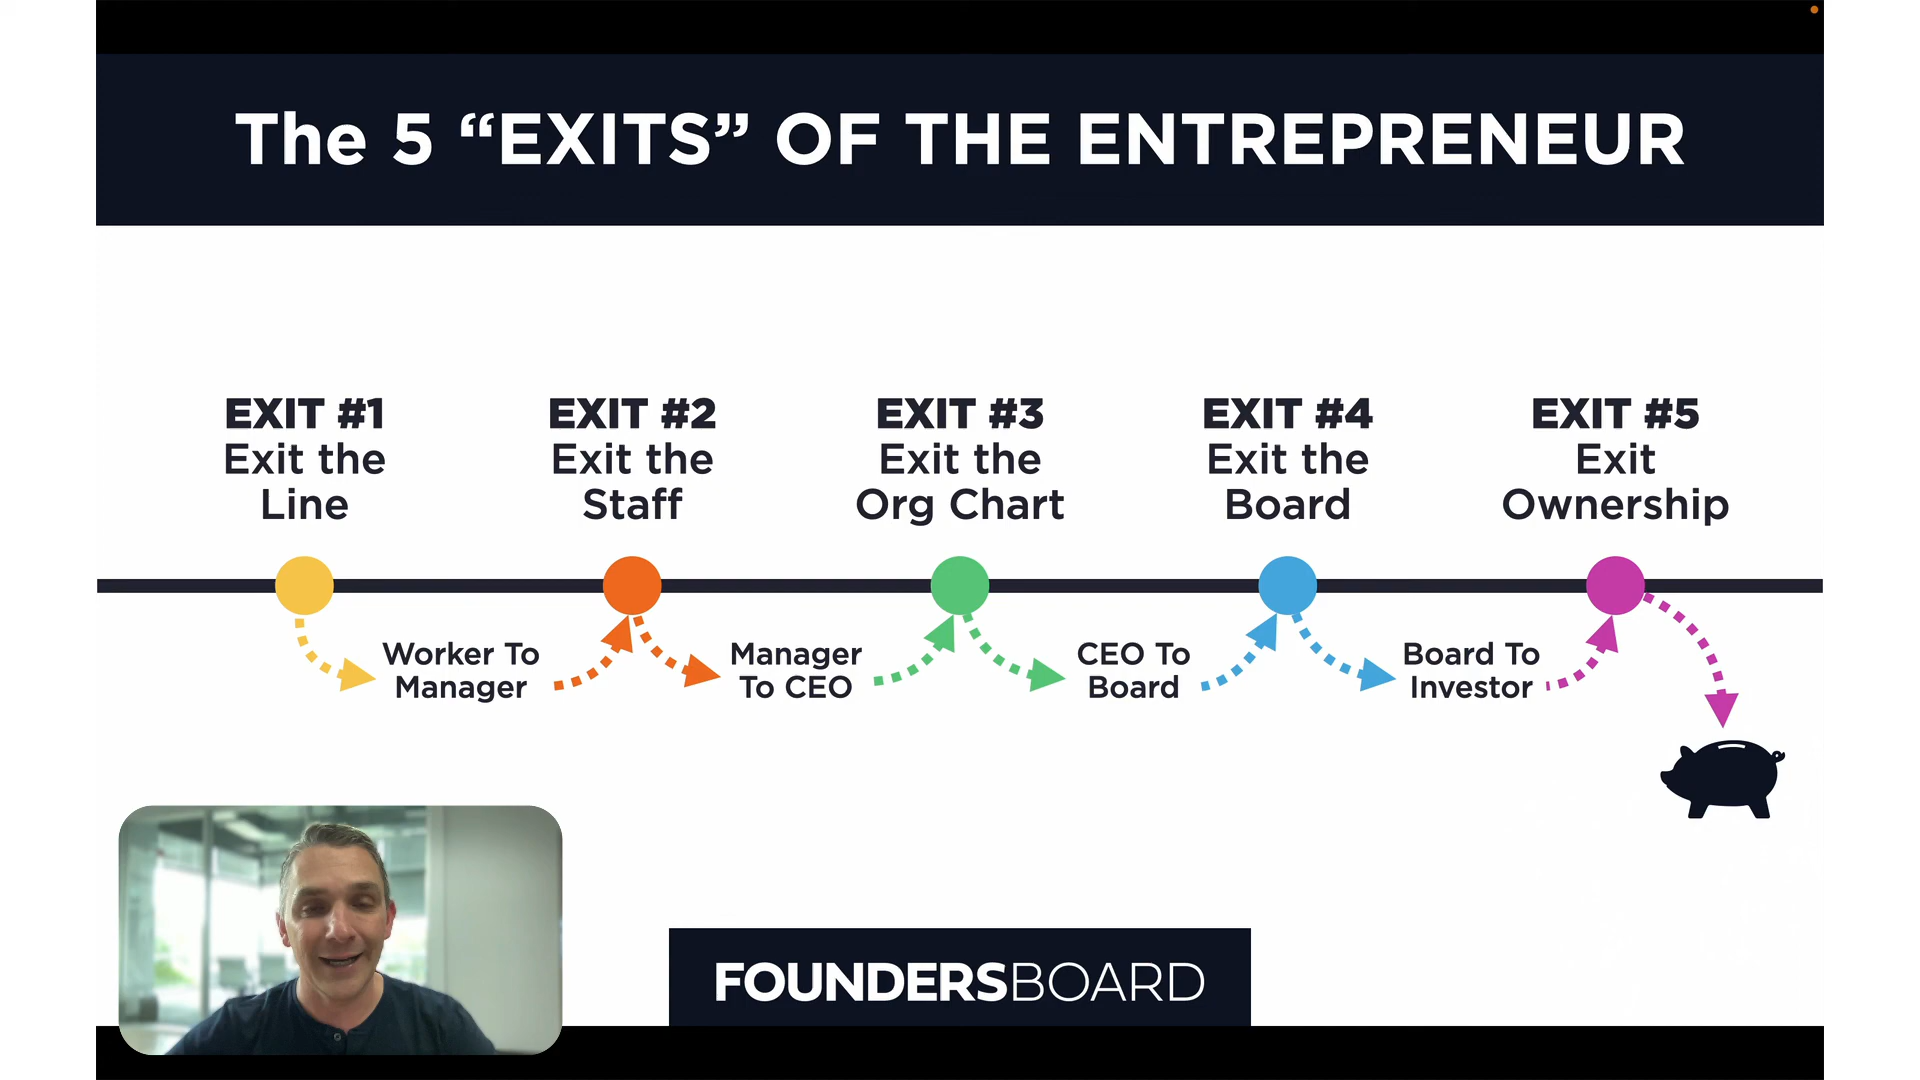 The 5 “EXITS” OF THE ENTREPRENEUR
EXIT #1
Exit the
Line
EXIT #2
Exit the
Staff
EXIT #3
Exit the
Org Chart
EXIT #4
Exit the
Board
EXIT #5
Exit
Ownership
Worker To
Manager
Manager
To CEO
CEO To
Board
Board To
Investor
FOUNDERSBOARD